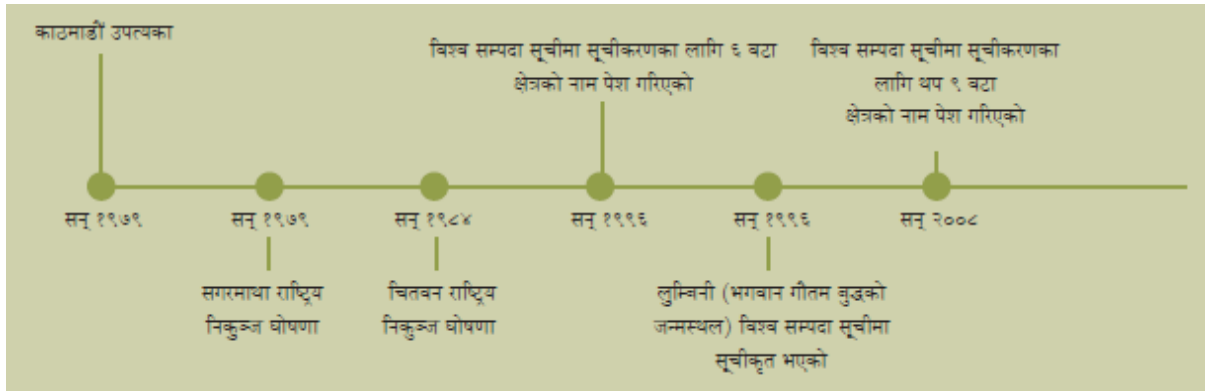 काठमाडौं उपत्यका
विश्व सम्पदा सूचीमा सूचीकरणका लागि ६ वटा
क्षेत्रको नाम पेश गरिएको
विश्व सम्पदा सूचीमा सूचीकरणका
लागि थप ९ वटा
क्षेत्रको नाम पेश गरिएको
सन् १९७९
सन् १९७९
सन् १९८४
सन् १९९६
सन् १९९६
सन् २००८
सगरमाथा राष्ट्रिय
निकुञ्ज घोषणा
चितवन राष्ट्रिय
निकुञ्ज घोषणा
लुम्बिनी (भगवान गौतम बुद्धको
जन्मस्थल) विश्व सम्पदा सूचीमा
सूचीकृत भएको